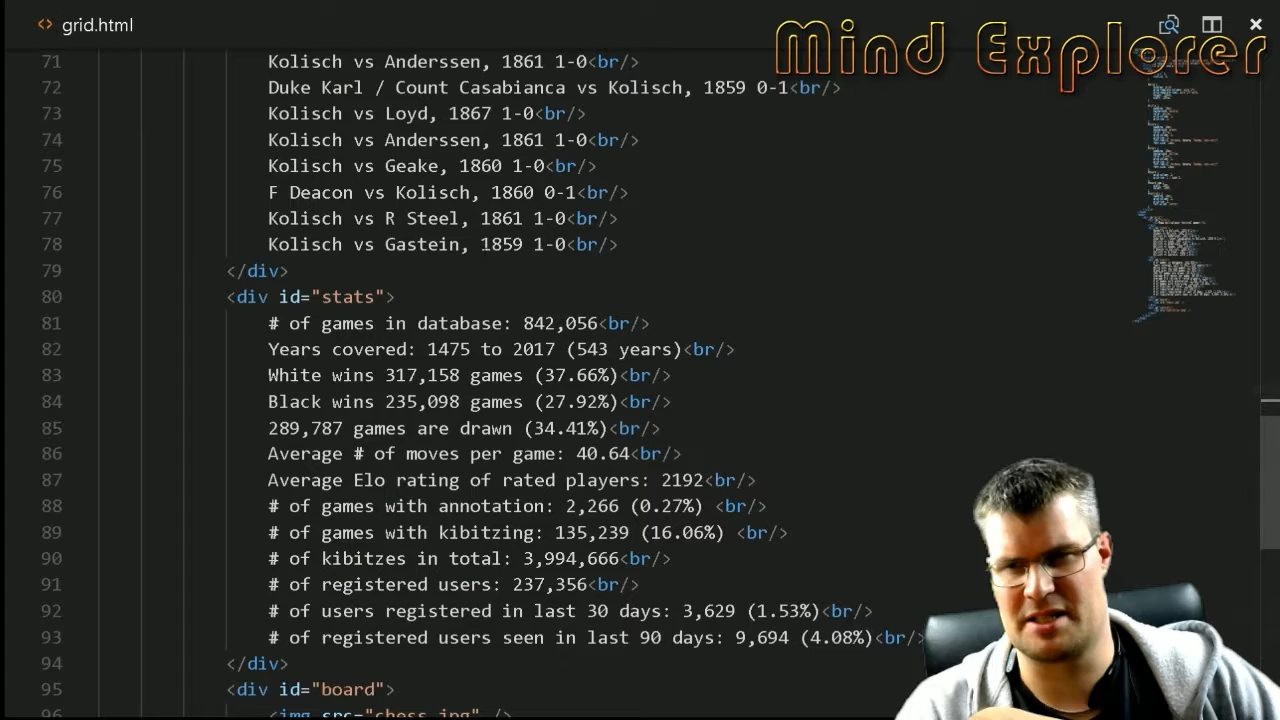 grid.html
Mind Explorer
71 Kolisch vs Anderssen, 1861 1-0<br/>
72 Duke Karl / Count Casabianca vs Kolisch, 1859 0-1<br/>
73 Kolisch vs Loyd, 1867 1-0<br/>
74 Kolisch vs Anderssen, 1861 1-0<br/>
75 Kolisch vs Geake, 1860 1-0<br/>
76 F Deacon vs Kolisch, 1860 0-1<br/>
77 Kolisch vs R Steel, 1861 1-0<br/>
78 Kolisch vs Gastein, 1859 1-0<br/>
79 </div>
80 <div id="stats">
81 # of games in database: 842,056<br/>
82 Years covered: 1475 to 2017 (543 years)<br/>
83 White wins 317,158 games (37.66%)<br/>
84 Black wins 235,098 games (27.92%)<br/>
85 289,787 games are drawn (34.41%)<br/>
86 Average # of moves per game: 40.64<br/>
87 Average Elo rating of rated players: 2192<br/>
88 # of games with annotation: 2,266 (0.27%) <br/>
89 # of games with kibitzing: 135,239 (16.06%) <br/>
90 # of kibitzes in total: 3,994,666<br/>
91 # of registered users: 237,356<br/>
92 # of users registered in last 30 days: 3,629 (1.53%)<br/>
93 # of registered users seen in last 90 days: 9,694 (4.08%)<br/>
94 </div>
95 <div id="board">
96 <img src="chess.jpg" />